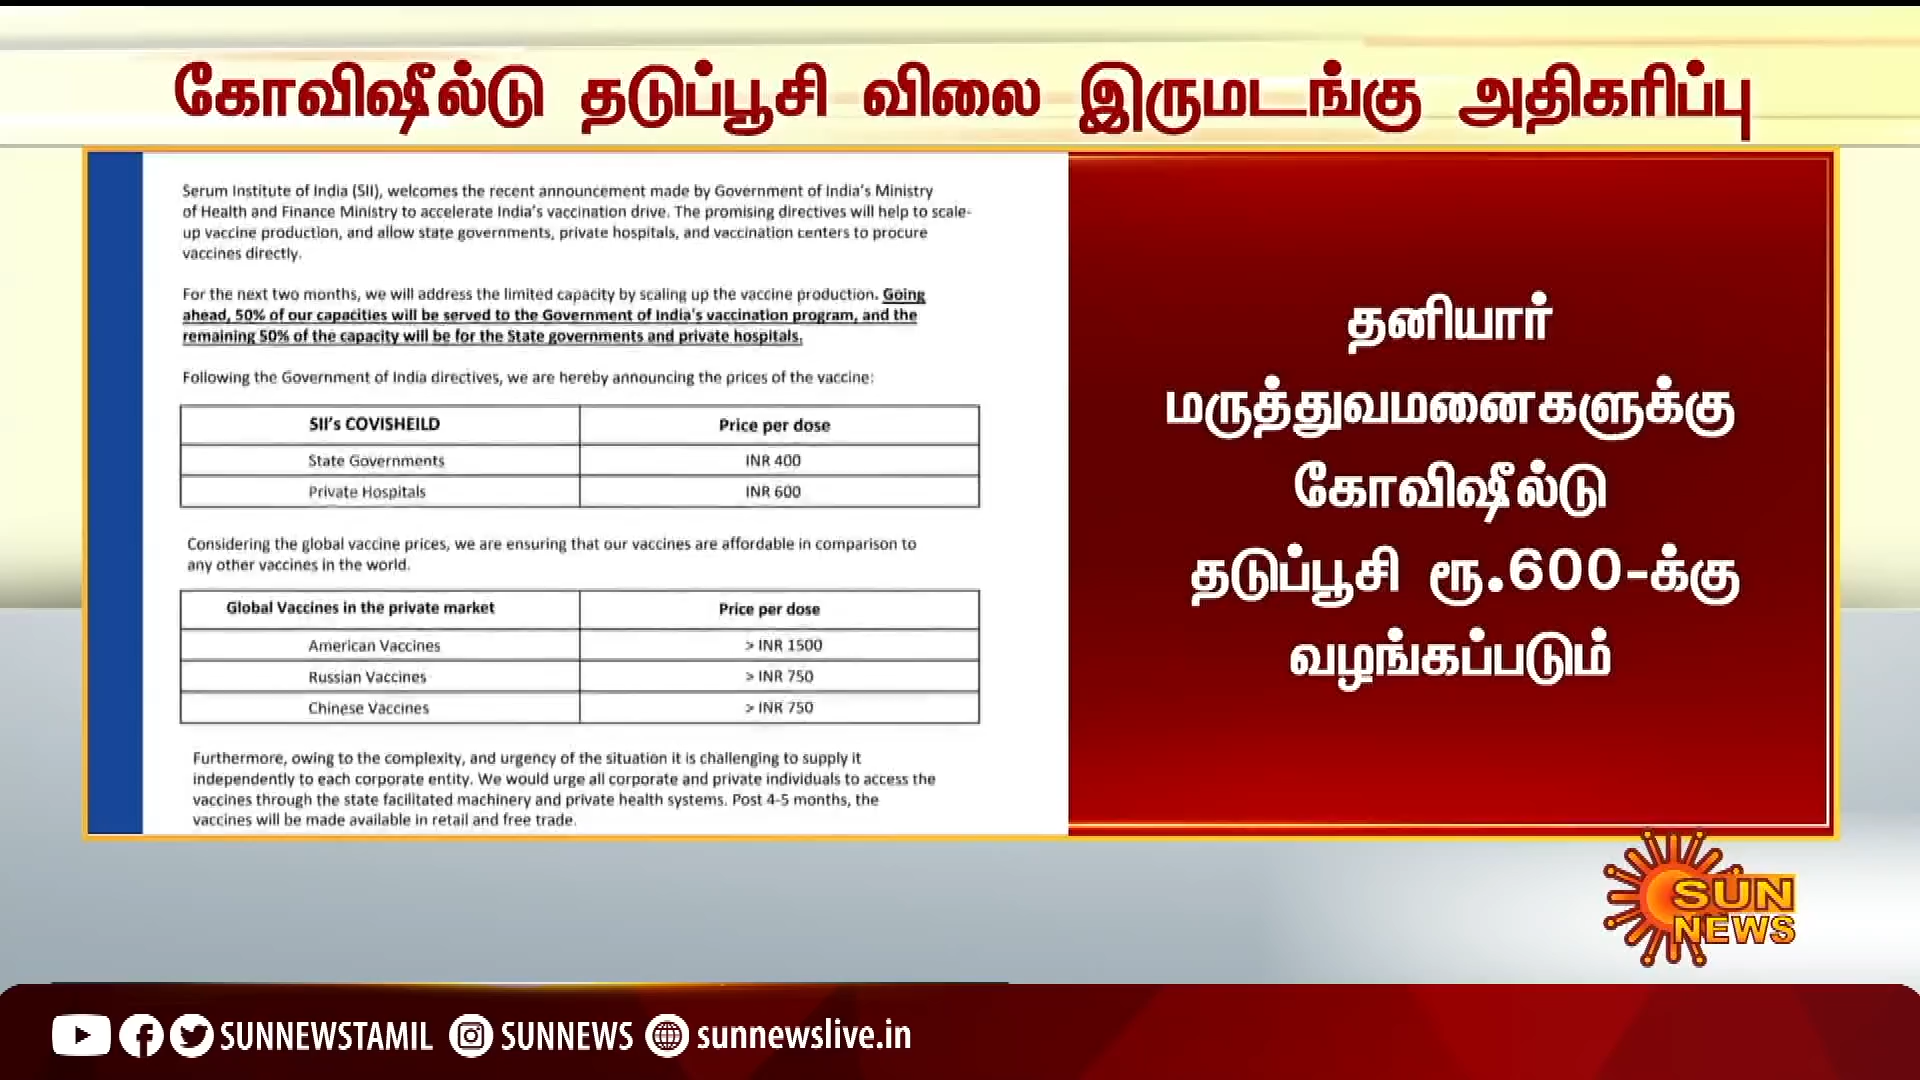 கோவிஷீல்டு தடுப்பூசி விலை இருமடங்கு அதிகரிப்பு
Serum Institute of India (SII), welcomes the recent announcement made by Government of India's Ministry
of Health and Finance Ministry to accelerate India's vaccination drive. The promising directives will help to scale-
up vaccine production, and allow state governments, private hospitals, and vaccination centers to procure
vaccines directly.
For the next two months, we will address the limited capacity by scaling up the vaccine production. Going
ahead, 50% of our capacities will be served to the Government of India's vaccination program, and the
remaining 50% of the capacity will be for the State governments and private hospitals.
Following the Government of India directives, we are hereby announcing the prices of the vaccine:
SII's COVISHEILD Price per dose
State Governments INR 400
Private Hospitals INR 600
Considering the global vaccine prices, we are ensuring that our vaccines are affordable in comparison to
any other vaccines in the world.
Global Vaccines in the private market Price per dose
American Vaccines > INR 1500
Russian Vaccines > INR 750
Chinese Vaccines > INR 750
Furthermore, owing to the complexity, and urgency of the situation it is challenging to supply it
independently to each corporate entity. We would urge all corporate and private individuals to access the
vaccines through the state facilitated machinery and private health systems. Post 4-5 months, the
vaccines will be made available in retail and free trade.
தனியார்
மருத்துவமனைகளுக்கு
கோவிஷீல்டு
தடுப்பூசி ரூ.600-க்கு
வழங்கப்படும்
SUN
NEWS
SUNNEWSTAMIL SUNNEWS sunnewslive.in